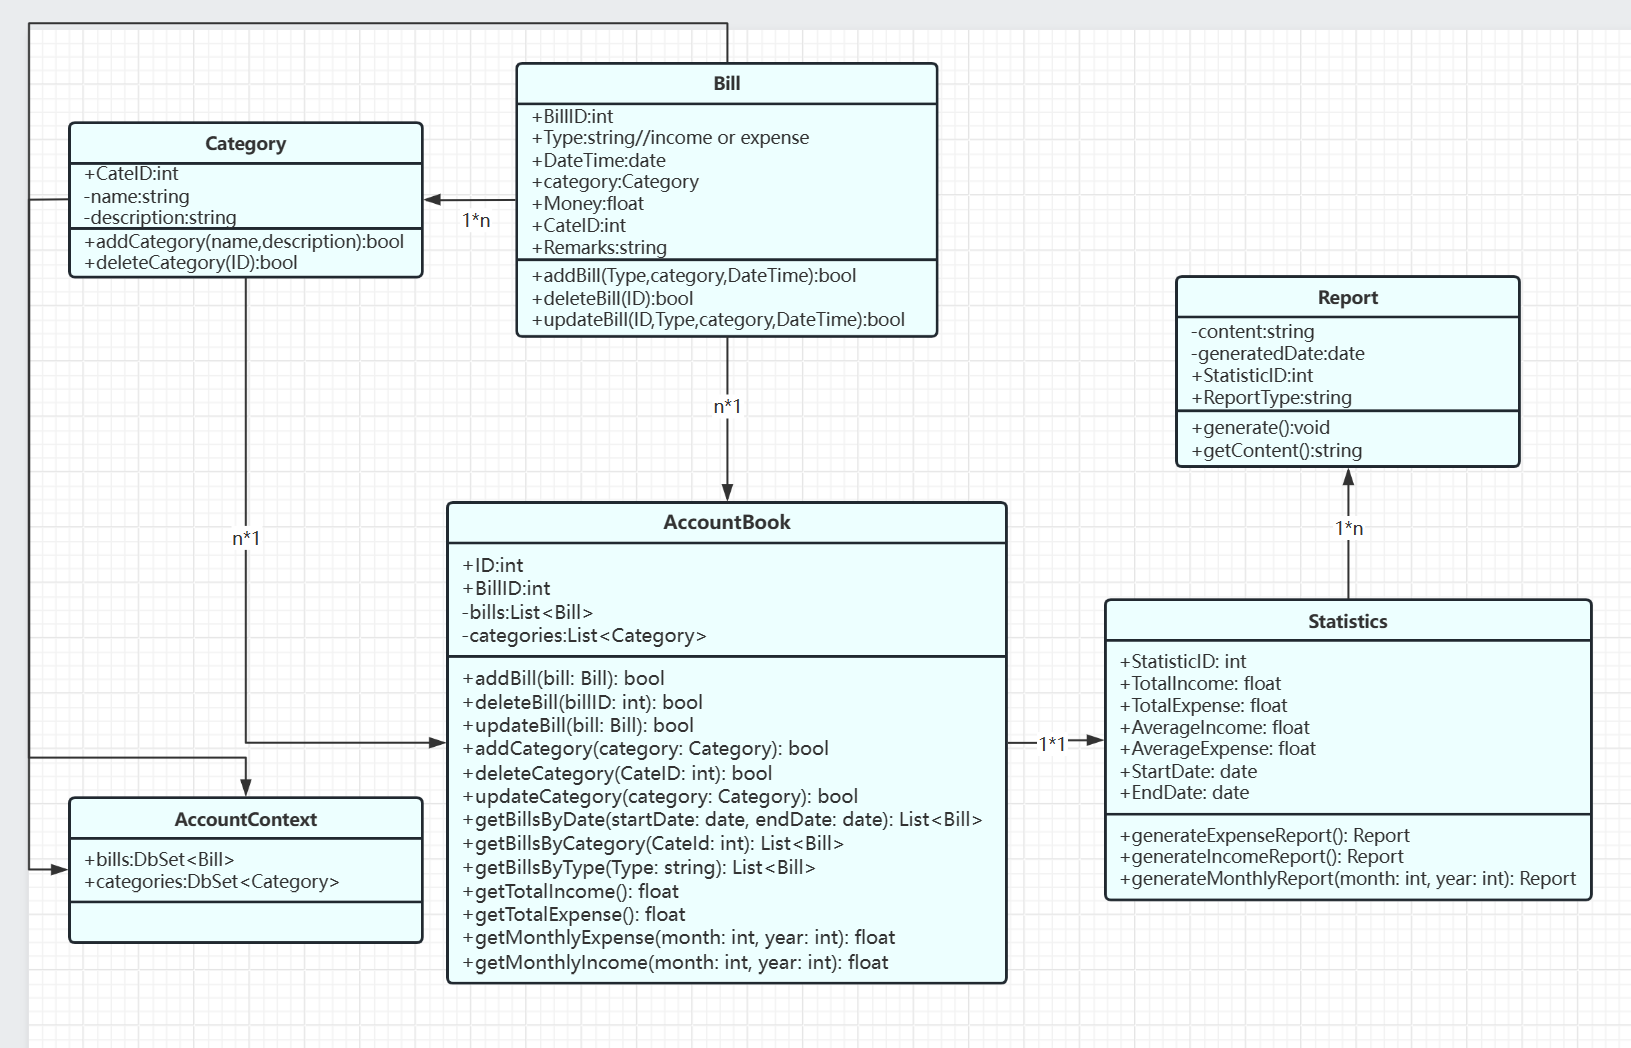 Bill
+BillID:int
+Type:string//income or expense
+DateTime:date
+category:Category
+Money:float
+CateID:int
+Remarks:string
+addBill(Type,category,DateTime):bool
+deleteBill(ID):bool
+updateBill(ID,Type,category,DateTime):bool
Category
+CateID:int
-name:string
-description:string
+addCategory(name,description):bool
+deleteCategory(ID):bool
1*n
n*1
n*1
Report
-content:string
-generatedDate:date
+StatisticID:int
+ReportType:string
+generate():void
+getContent():string
1*n
AccountBook
+ID:int
+BillID:int
-bills:List<Bill>
-categories:List<Category>
+addBill(bill: Bill): bool
+deleteBill(billID: int): bool
+updateBill(bill: Bill): bool
+addCategory(category: Category): bool
+deleteCategory(CateID: int): bool
+updateCategory(category: Category): bool
+getBillsByDate(startDate: date, endDate: date): List<Bill>
+getBillsByCategory(CateId: int): List<Bill>
+getBillsByType(Type: string): List<Bill>
+getTotalIncome(): float
+getTotalExpense(): float
+getMonthlyExpense(month: int, year: int): float
+getMonthlyIncome(month: int, year: int): float
1*1
Statistics
+StatisticID: int
+TotalIncome: float
+TotalExpense: float
+AverageIncome: float
+AverageExpense: float
+StartDate: date
+EndDate: date
+generateExpenseReport(): Report
+generateIncomeReport(): Report
+generateMonthlyReport(month: int, year: int): Report
AccountContext
+bills:DbSet<Bill>
+categories:DbSet<Category>